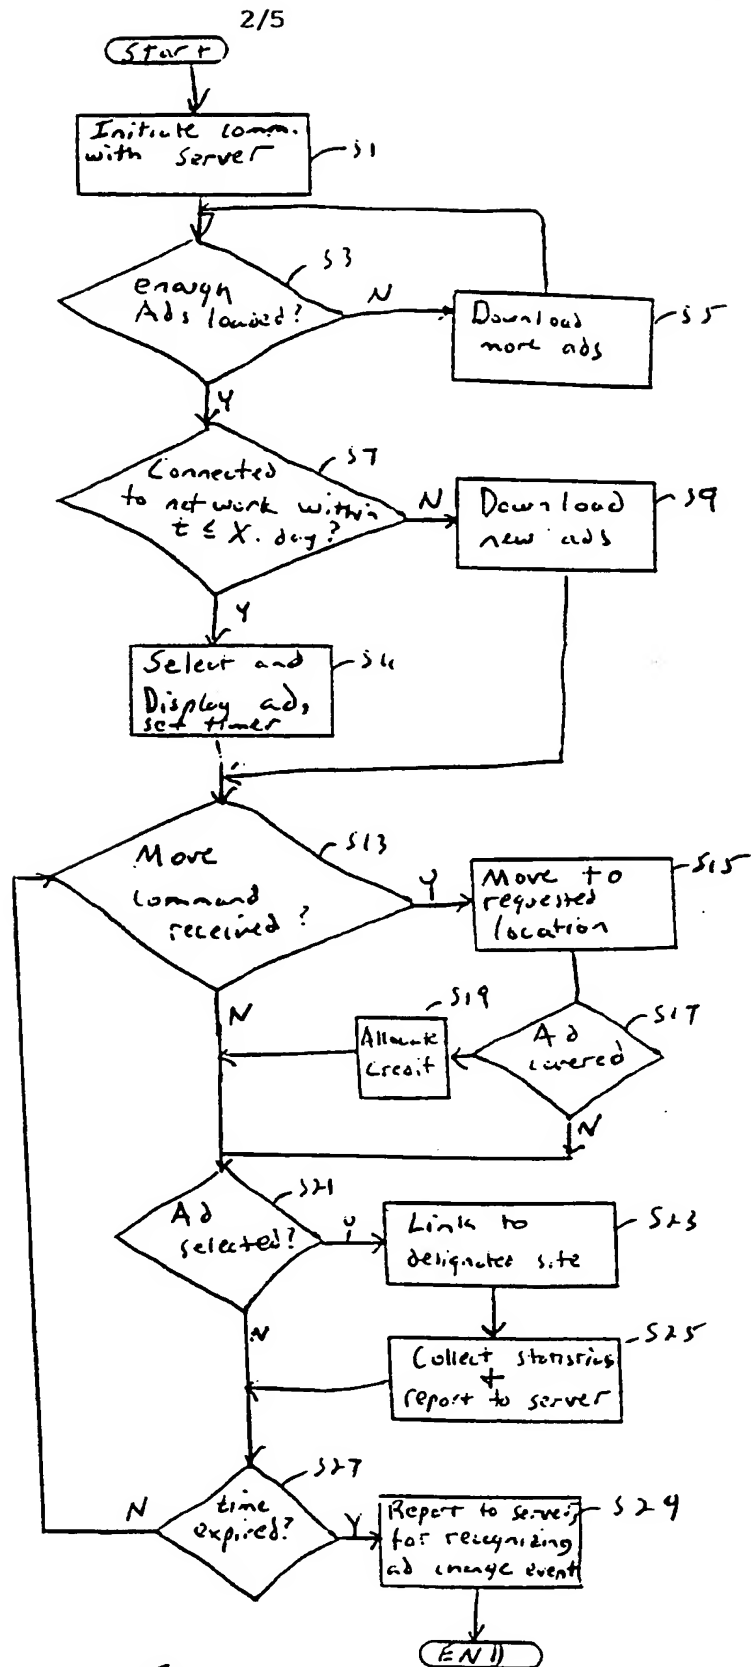 2/5
Start
Initiate comm.
with server
S1
enough
Ads loaded?
S3
N
Download
more ads
S5
Y
Connected
to network within
t ≤ X. day?
S7
N
Download
new ads
S9
Y
Select and
Display ad,
set timer
Move
command
received?
S13
Y
Move to
requested
location
S15
N
S19
Allocate
credit
Ad
covered
S17
N
Ad
selected?
S21
Y
Link to
designated site
S23
N
Collect statistics
+
report to server
S25
time
expired?
S27
N
Y
Report to server,
for recognizing
ad change event
S29
END